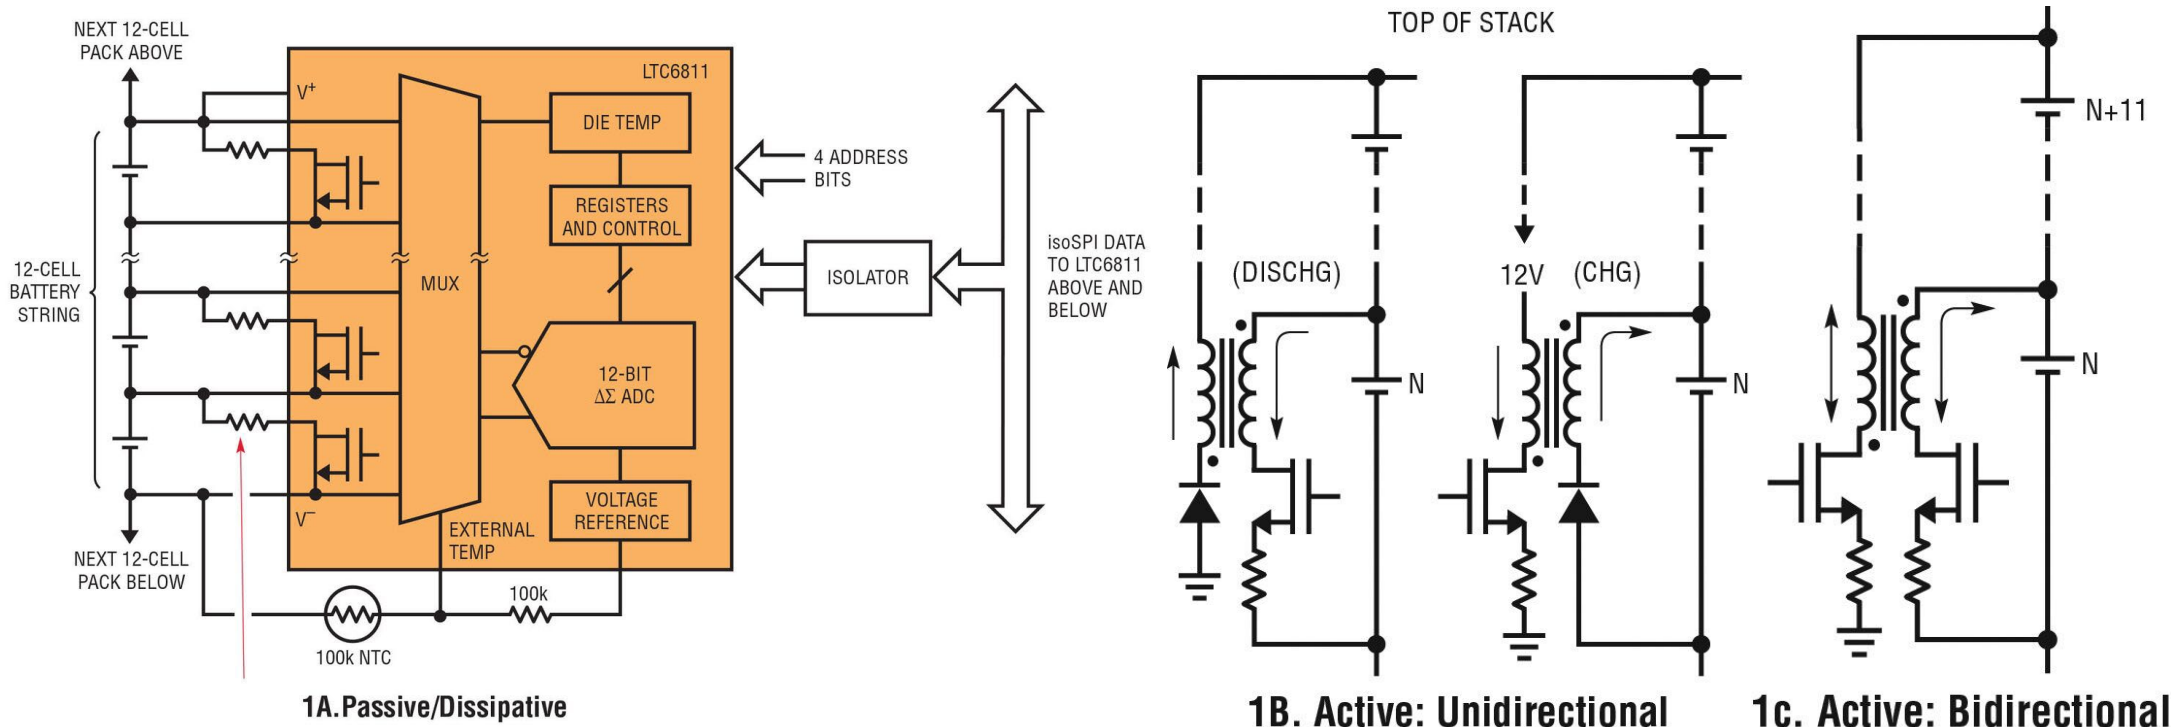 NEXT 12-CELL
PACK ABOVE
12-CELL
BATTERY
STRING
NEXT 12-CELL
PACK BELOW
V+
LTC6811
MUX
DIE TEMP
REGISTERS
AND CONTROL
12-BIT
ΔΣ ADC
VOLTAGE
REFERENCE
V–
EXTERNAL
TEMP
100k
100k NTC
4 ADDRESS
BITS
ISOLATOR
isoSPI DATA
TO LTC6811
ABOVE AND
BELOW
1A.Passive/Dissipative
TOP OF STACK
(DISCHG)
N
12V
(CHG)
N
1B. Active: Unidirectional
N+11
N
1c. Active: Bidirectional